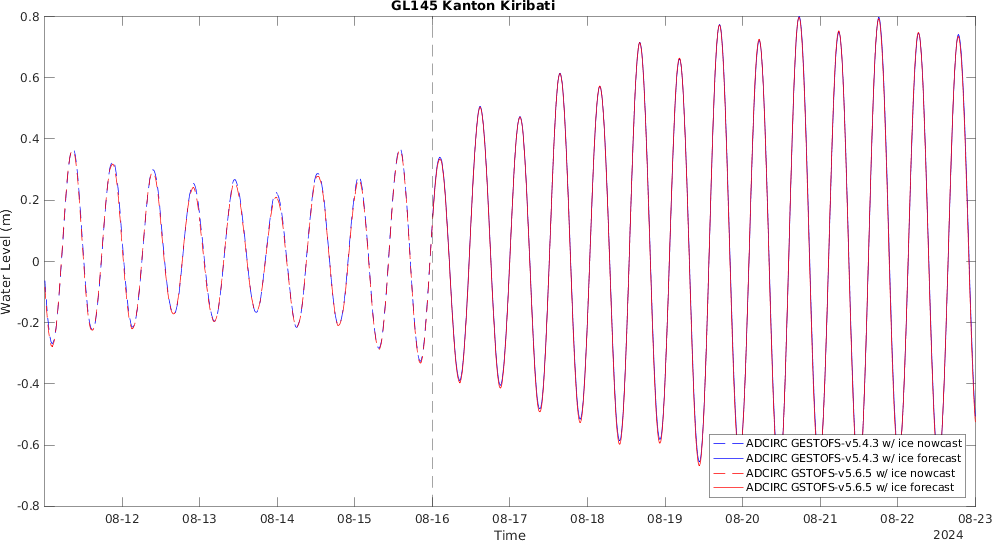 GL145 Kanton Kiribati
0.8
0.6
0.4
0.2
0
-0.2
-0.4
-0.6
-0.8
Water Level (m)
ADCIRC GESTOFS-v5.4.3 w/ ice nowcast
ADCIRC GESTOFS-v5.4.3 w/ ice forecast
ADCIRC GSTOFS-v5.6.5 w/ ice nowcast
ADCIRC GSTOFS-v5.6.5 w/ ice forecast
08-12 08-13 08-14 08-15 08-16 08-17 08-18 08-19 08-20 08-21 08-22 08-23
Time
2024